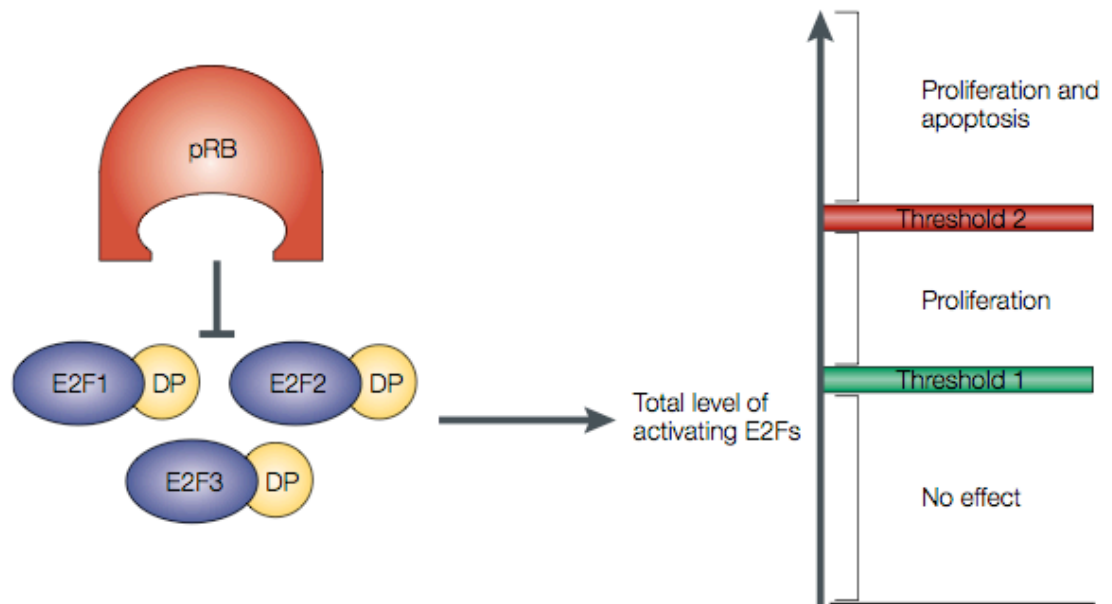 pRB
E2F1
DP
E2F2
DP
E2F3
DP
Total level of
activating E2Fs
Proliferation and
apoptosis
Threshold 2
Proliferation
Threshold 1
No effect